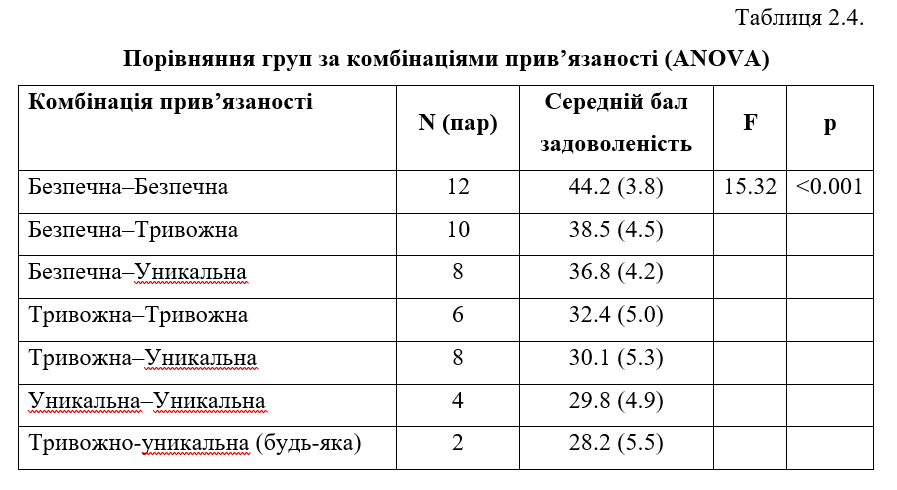 Таблиця 2.4.
Порівняння груп за комбінаціями прив’язаності (ANOVA)
Комбінація прив’язаності N (пар) Середній бал задоволеність F p
Безпечна–Безпечна 12 44.2 (3.8) 15.32 <0.001
Безпечна–Тривожна 10 38.5 (4.5)
Безпечна–Уникальна 8 36.8 (4.2)
Тривожна–Тривожна 6 32.4 (5.0)
Тривожна–Уникальна 8 30.1 (5.3)
Уникальна–Уникальна 4 29.8 (4.9)
Тривожно-уникальна (будь-яка) 2 28.2 (5.5)